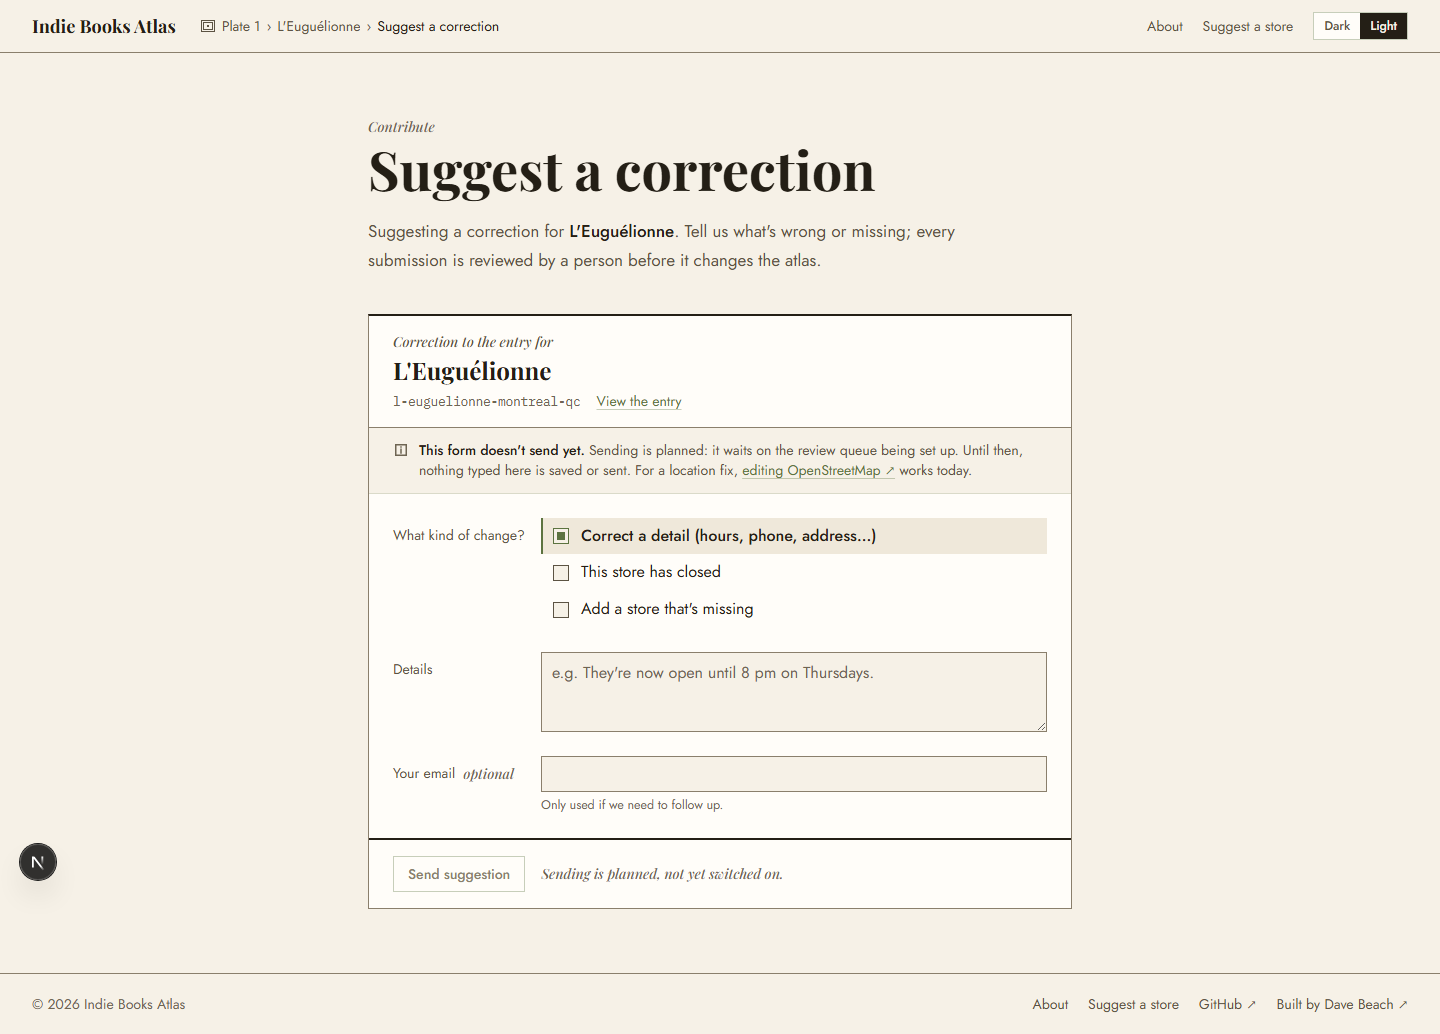 Indie Books Atlas
Plate 1 › L'Euguélionne › Suggest a correction
About
Suggest a store
Dark
Light
Contribute
Suggest a correction
Suggesting a correction for L'Euguélionne. Tell us what's wrong or missing; every
submission is reviewed by a person before it changes the atlas.
Correction to the entry for
L'Euguélionne
l-euguelionne-montreal-qc
View the entry
This form doesn't send yet. Sending is planned: it waits on the review queue being set up. Until then,
nothing typed here is saved or sent. For a location fix, editing OpenStreetMap ↗ works today.
What kind of change?
Correct a detail (hours, phone, address…)
This store has closed
Add a store that's missing
Details
e.g. They're now open until 8 pm on Thursdays.
Your email optional
Only used if we need to follow up.
Send suggestion
Sending is planned, not yet switched on.
N
© 2026 Indie Books Atlas
About
Suggest a store
GitHub ↗
Built by Dave Beach ↗